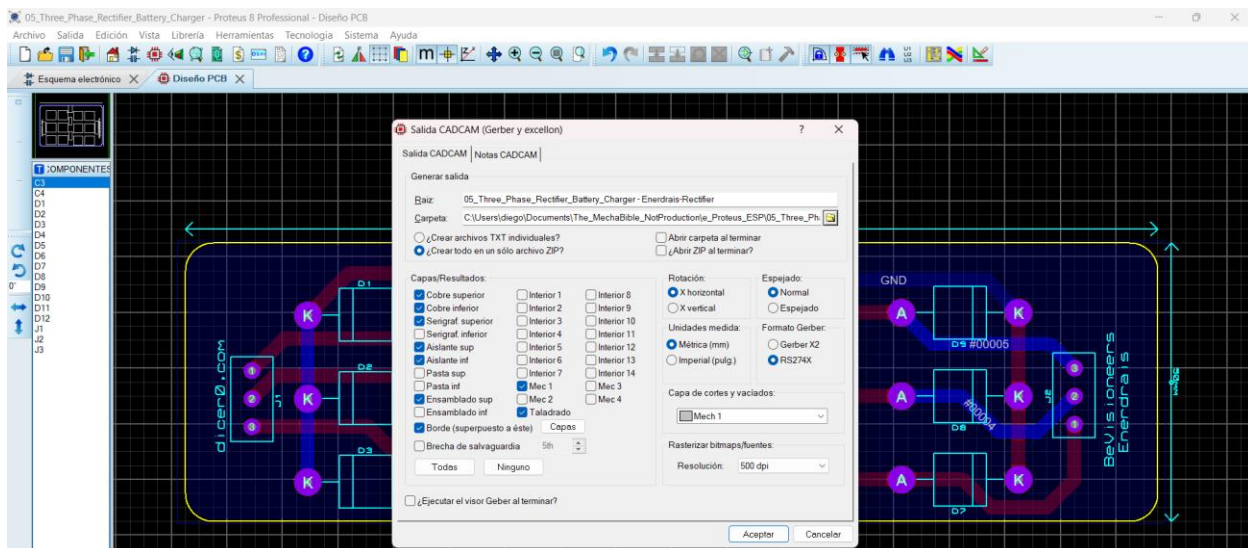 05_Three_Phase_Rectifier_Battery_Charger - Proteus 8 Professional - Diseño PCB
Archivo Salida Edición Vista Librería Herramientas Tecnología Sistema Ayuda
Esquema electrónico X Diseño PCB X
COMPONENTES
C3
C4
D1
D2
D3
D4
D5
D6
D7
D8
D9
D10
D11
D12
J1
J2
J3
0°
Salida CADCAM (Gerber y excellon) ? X
Salida CADCAM Notas CADCAM
Generar salida
Raiz: 05_Three_Phase_Rectifier_Battery_Charger - Enerdrais-Rectifier
Carpeta: C:\Users\diego\Documents\The_MechaBible_NotProduction\e_Proteus_ESP\05_Three_Ph
¿Crear archivos TXT individuales? Abrir carpeta al terminar
¿Crear todo en un sólo archivo ZIP? ¿Abrir ZIP al terminar?
Capas/Resultados:
Cobre superior Interior 1 Interior 8
Cobre inferior Interior 2 Interior 9
Serigraf. superior Interior 3 Interior 10
Serigraf. inferior Interior 4 Interior 11
Aislante sup Interior 5 Interior 12
Aislante inf Interior 6 Interior 13
Pasta sup Interior 7 Interior 14
Pasta inf Mec 1 Mec 3
Ensamblado sup Mec 2 Mec 4
Ensamblado inf Taladrado
Borde (superpuesto a éste) Capas
Brecha de salvaguardia 5th
Todas Ninguno
Rotación: Espejado:
X horizontal Normal
X vertical Espejado
Unidades medida: Formato Gerber:
Métrica (mm) Gerber X2
Imperial (pulg.) RS274X
Capa de cortes y vaciados:
Mech 1
Rasterizar bitmaps/fuentes:
Resolución: 500 dpi
¿Ejecutar el visor Geber al terminar?
Aceptar Cancelar
dicer0.com
J1
1
2
3
D1
K
D2
K
D3
K
GND
A K
D9 #00005
A K
#00004
D8
A K
D7
J2
3
2
1
BeVisioneers
Enerdrais